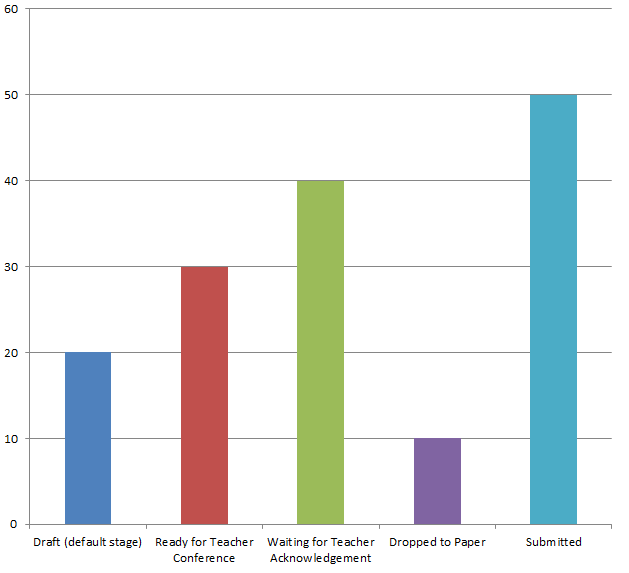 60
50
40
30
20
10
0
Draft (default stage)
Ready for Teacher
Conference
Waiting for Teacher
Acknowledgement
Dropped to Paper
Submitted